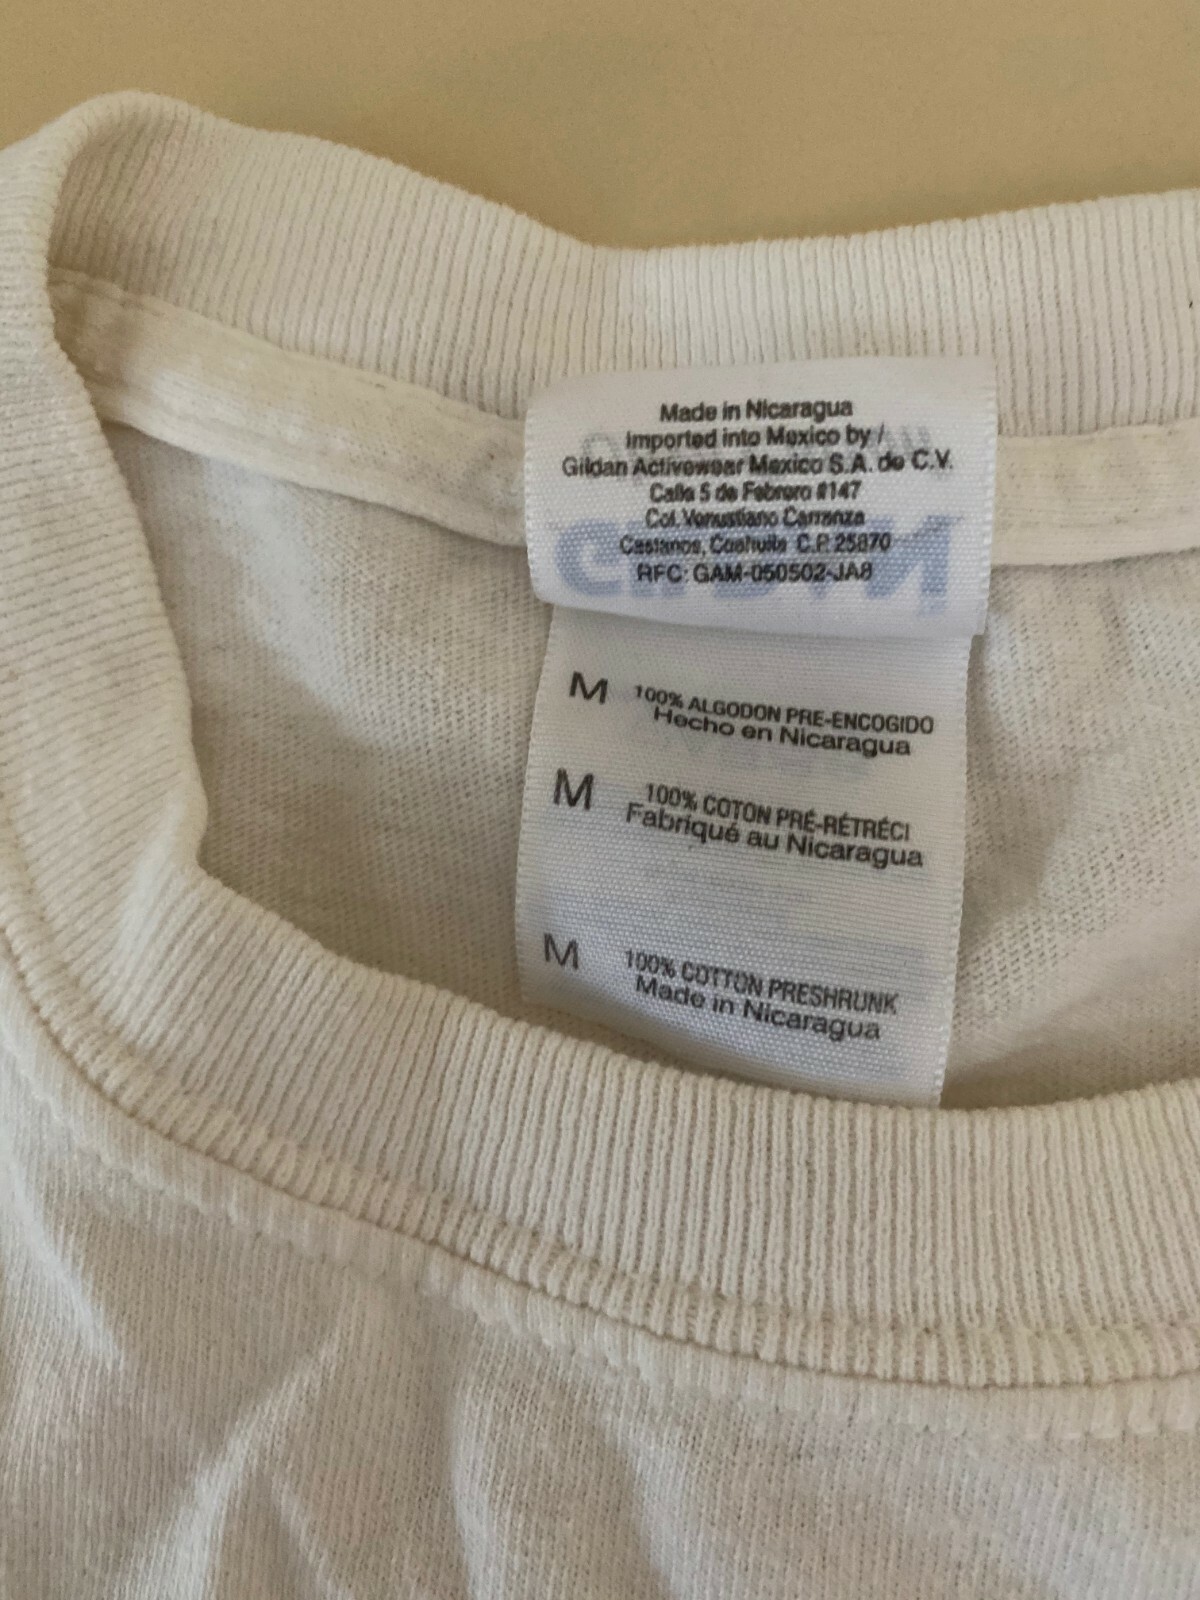 Made in Nicaragua
Imported into Mexico by /
Gildan Activewear Mexico S.A. de C.V.
Calle 5 de Febrero #147
Col. Venustiano Carranza
Castanos, Coahuila C.P. 25870
RFC: GAM-050502-JA8
M 100% ALGODON PRE-ENCOGIDO
Hecho en Nicaragua
M 100% COTON PRÉ-RÉTRÉCI
Fabriqué au Nicaragua
M 100% COTTON PRESHRUNK
Made in Nicaragua